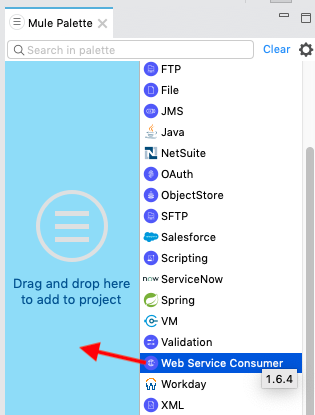 Mule Palette
Search in palette
Clear
FTP
File
JMS
Java
NetSuite
OAuth
ObjectStore
SFTP
Salesforce
Scripting
now ServiceNow
Spring
VM
Validation
Web Service Consumer
1.6.4
Workday
XML
Drag and drop here
to add to project